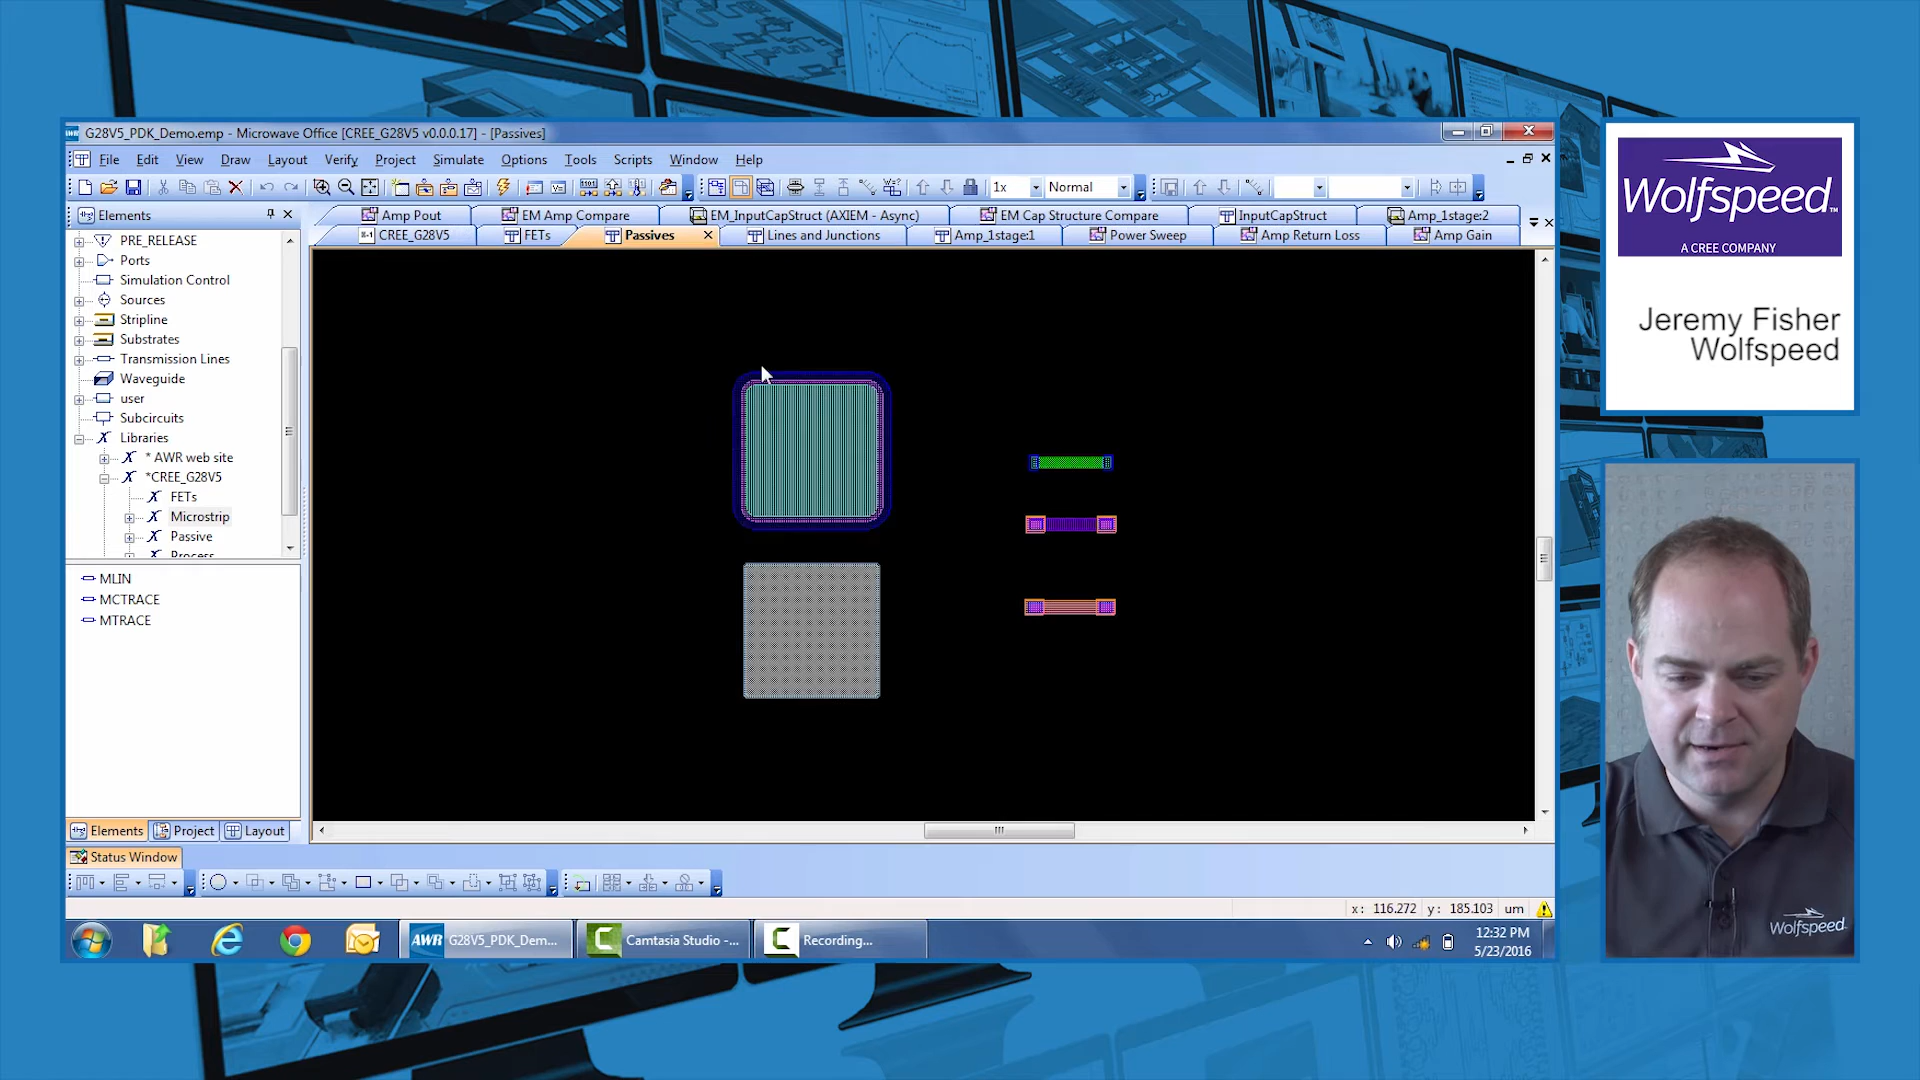 G28V5_PDK_Demo.emp - Microwave Office [CREE_G28V5 v0.0.0.17] - [Passives]
File Edit View Draw Layout Verify Project Simulate Options Tools Scripts Window Help
1x Normal
Elements
Amp Pout EM Amp Compare EM_InputCapStruct (AXIEM - Async) EM Cap Structure Compare InputCapStruct Amp_1stage:2
CREE_G28V5 FETs Passives Lines and Junctions Amp_1stage:1 Power Sweep Amp Return Loss Amp Gain
PRE_RELEASE
Ports
Simulation Control
Sources
Stripline
Substrates
Transmission Lines
Waveguide
user
Subcircuits
Libraries
* AWR web site
*CREE_G28V5
FETs
Microstrip
Passive
Process
MLIN
MCTRACE
MTRACE
Elements Project Layout
Status Window
x: 116.272 y: 185.103 um
AWR G28V5_PDK_Dem... Camtasia Studio -... Recording...
12:32 PM
5/23/2016
Wolfspeed™
A CREE COMPANY
Jeremy Fisher
Wolfspeed
Wolfspeed